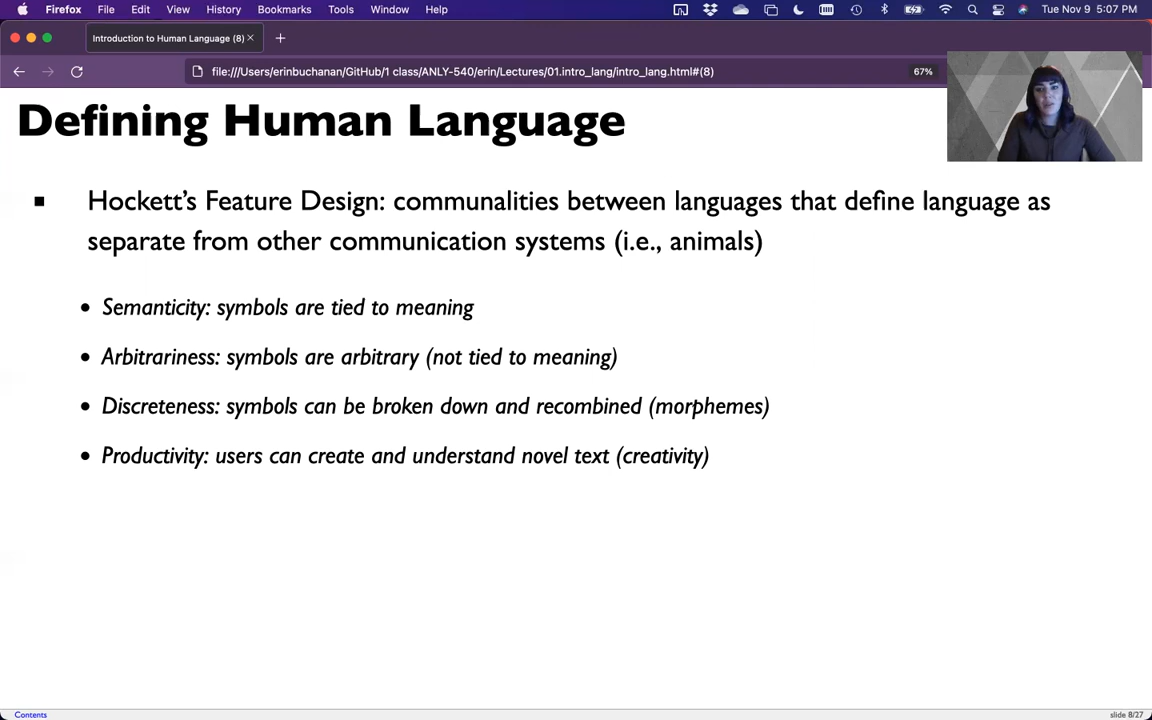 Firefox File Edit View History Bookmarks Tools Window Help Tue Nov 9 5:07 PM
Introduction to Human Language (8)
file:///Users/erinbuchanan/GitHub/1 class/ANLY-540/erin/Lectures/01.intro_lang/intro_lang.html#(8) 67%
Defining Human Language
Hockett’s Feature Design: communalities between languages that define language as
separate from other communication systems (i.e., animals)
Semanticity: symbols are tied to meaning
Arbitrariness: symbols are arbitrary (not tied to meaning)
Discreteness: symbols can be broken down and recombined (morphemes)
Productivity: users can create and understand novel text (creativity)
Contents slide 8/27